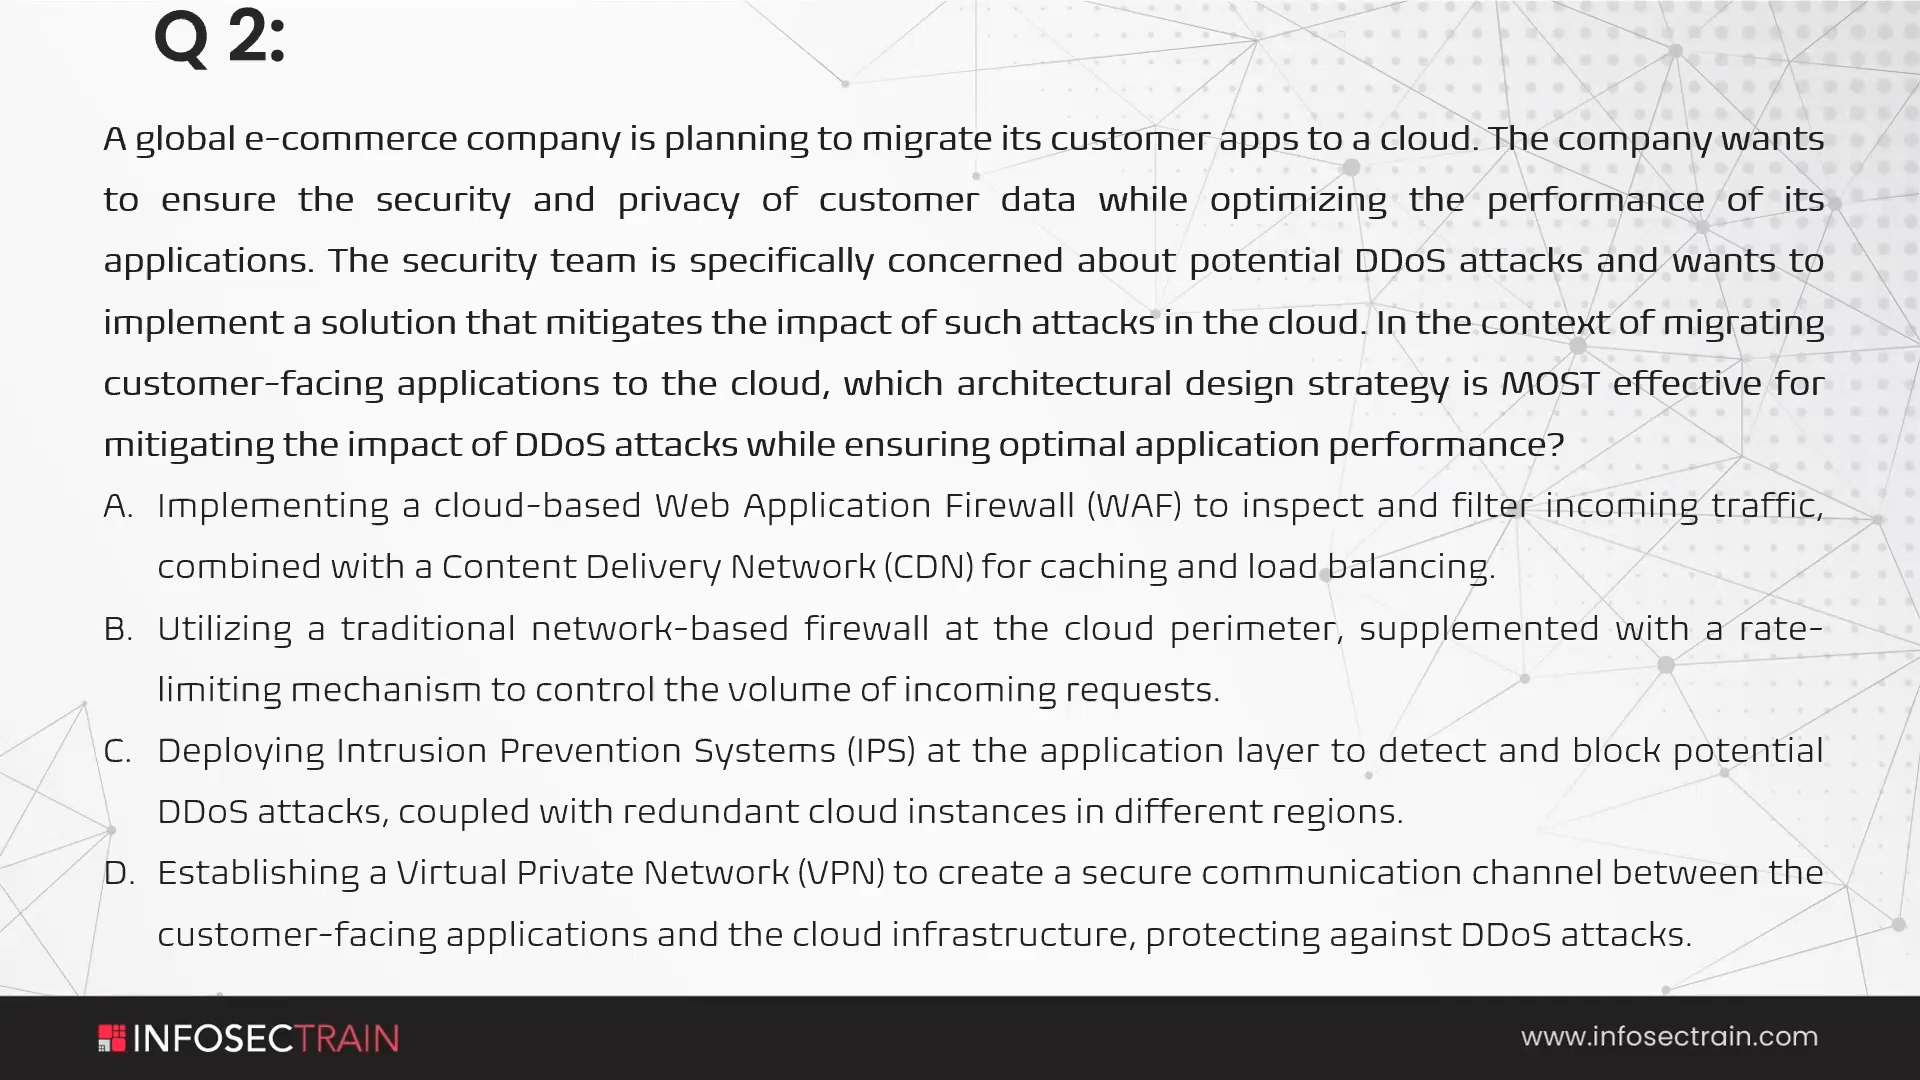 Q 2:
A global e-commerce company is planning to migrate its customer apps to a cloud. The company wants
to ensure the security and privacy of customer data while optimizing the performance of its
applications. The security team is specifically concerned about potential DDoS attacks and wants to
implement a solution that mitigates the impact of such attacks in the cloud. In the context of migrating
customer-facing applications to the cloud, which architectural design strategy is MOST effective for
mitigating the impact of DDoS attacks while ensuring optimal application performance?
A. Implementing a cloud-based Web Application Firewall (WAF) to inspect and filter incoming traffic,
combined with a Content Delivery Network (CDN) for caching and load balancing.
B. Utilizing a traditional network-based firewall at the cloud perimeter, supplemented with a rate-
limiting mechanism to control the volume of incoming requests.
C. Deploying Intrusion Prevention Systems (IPS) at the application layer to detect and block potential
DDoS attacks, coupled with redundant cloud instances in different regions.
D. Establishing a Virtual Private Network (VPN) to create a secure communication channel between the
customer-facing applications and the cloud infrastructure, protecting against DDoS attacks.
INFOSECTRAIN
www.infosectrain.com